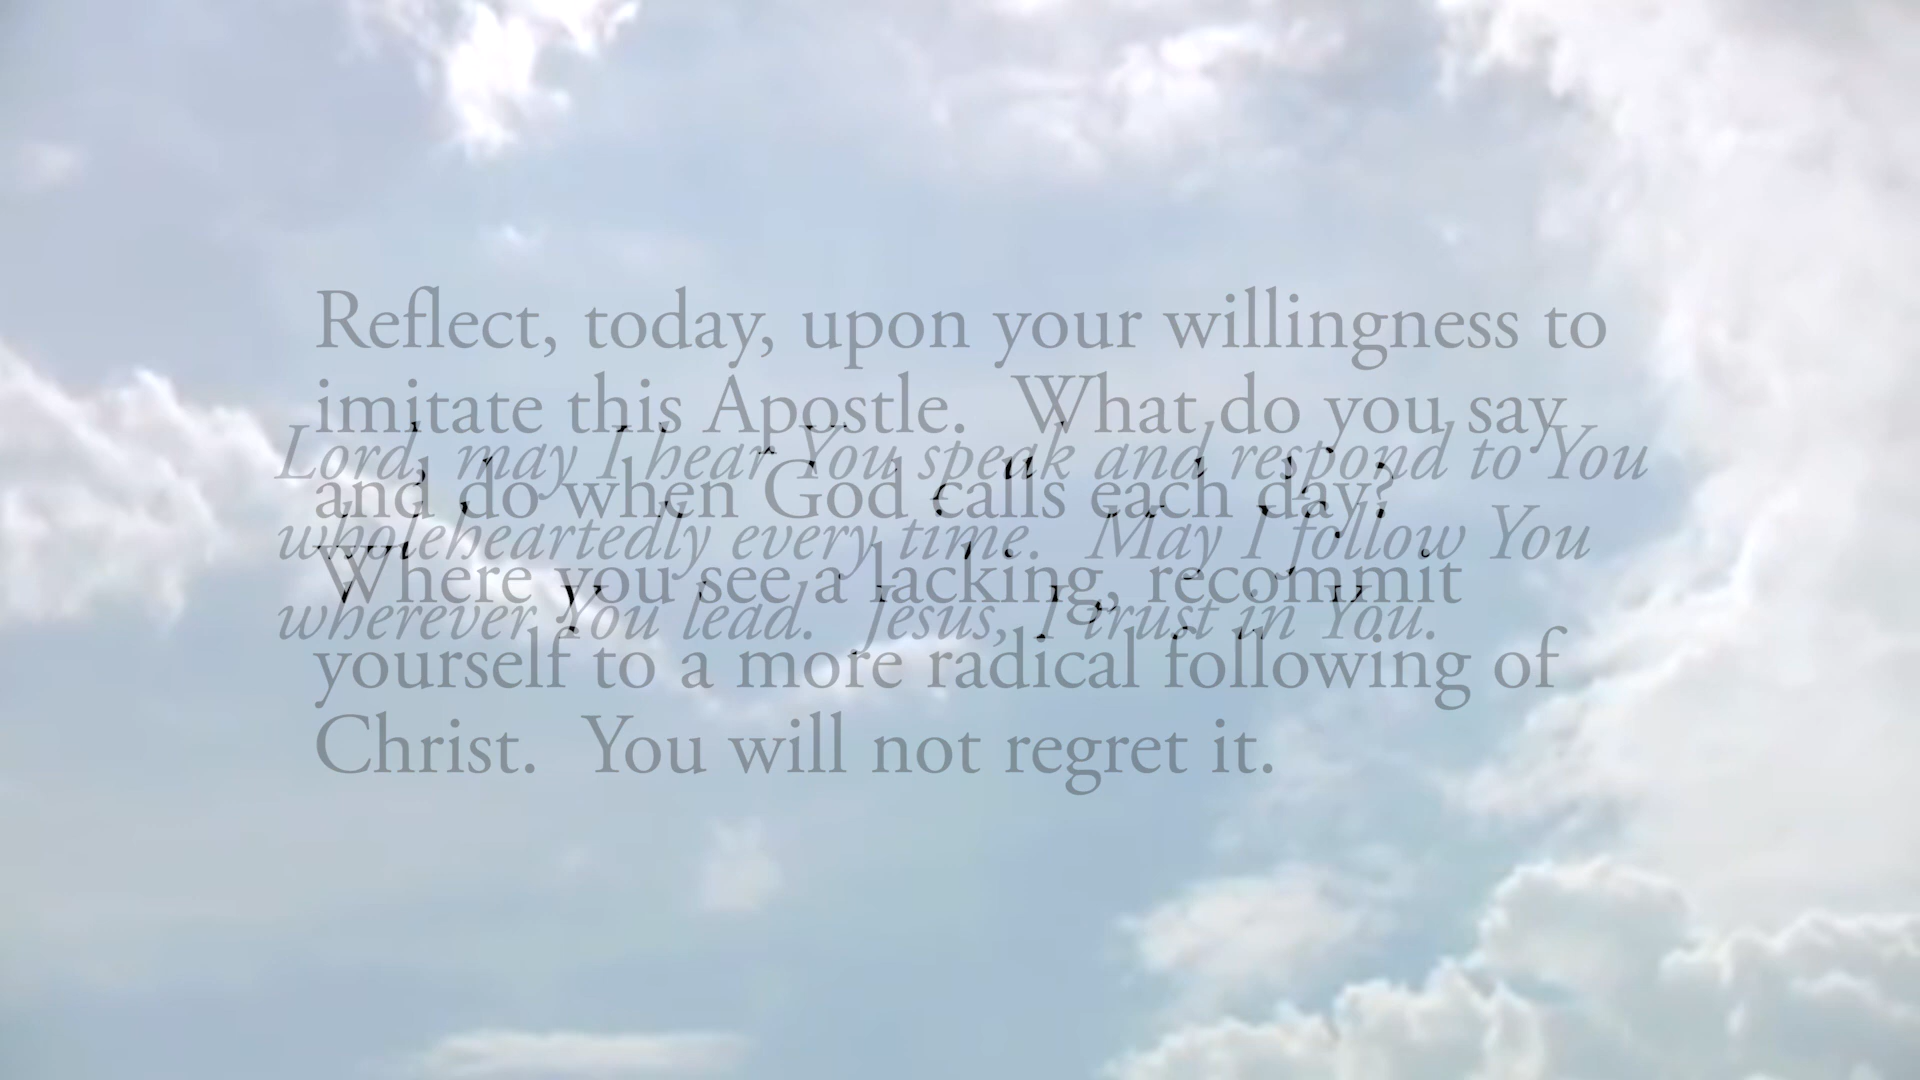 Reflect, today, upon your willingness to
imitate this Apostle.  What do you say
and do when God calls each day?
Where you see a lacking, recommit
yourself to a more radical following of
Christ.  You will not regret it.
Lord, may I hear You speak and respond to You
wholeheartedly every time.  May I follow You
wherever You lead.  Jesus, I trust in You.